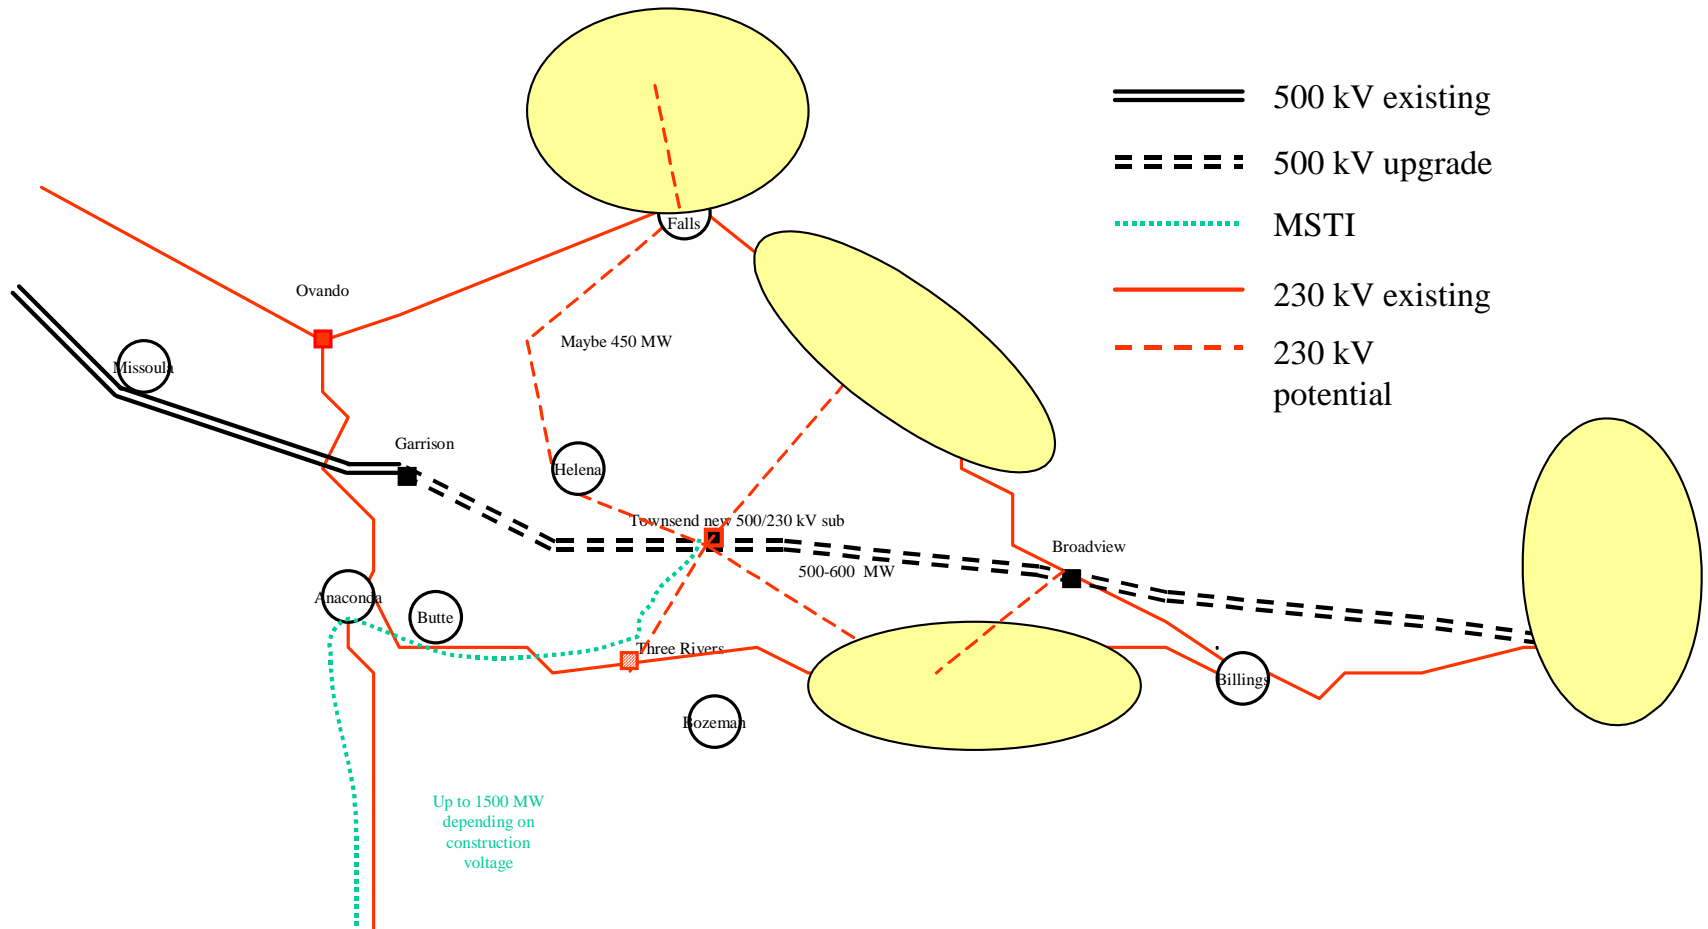 500 kV existing
500 kV upgrade
MSTI
230 kV existing
230 kV
potential
Falls
Ovando
Maybe 450 MW
Missoula
Garrison
Helena
Townsend new 500/230 kV sub
Broadview
500-600 MW
Anaconda
Butte
Three Rivers
Billings
Bozeman
Up to 1500 MW
depending on
construction
voltage